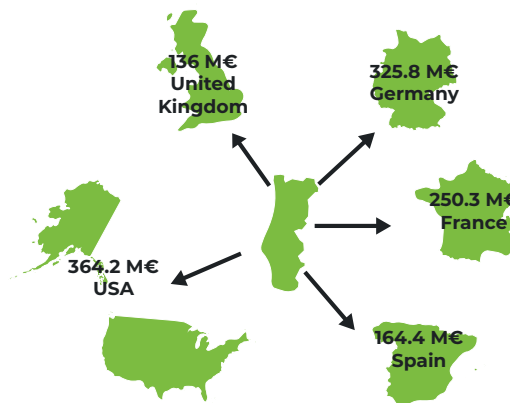 136 M€
United
Kingdom
325.8 M€
Germany
250.3 M€
France
364.2 M€
USA
164.4 M€
Spain